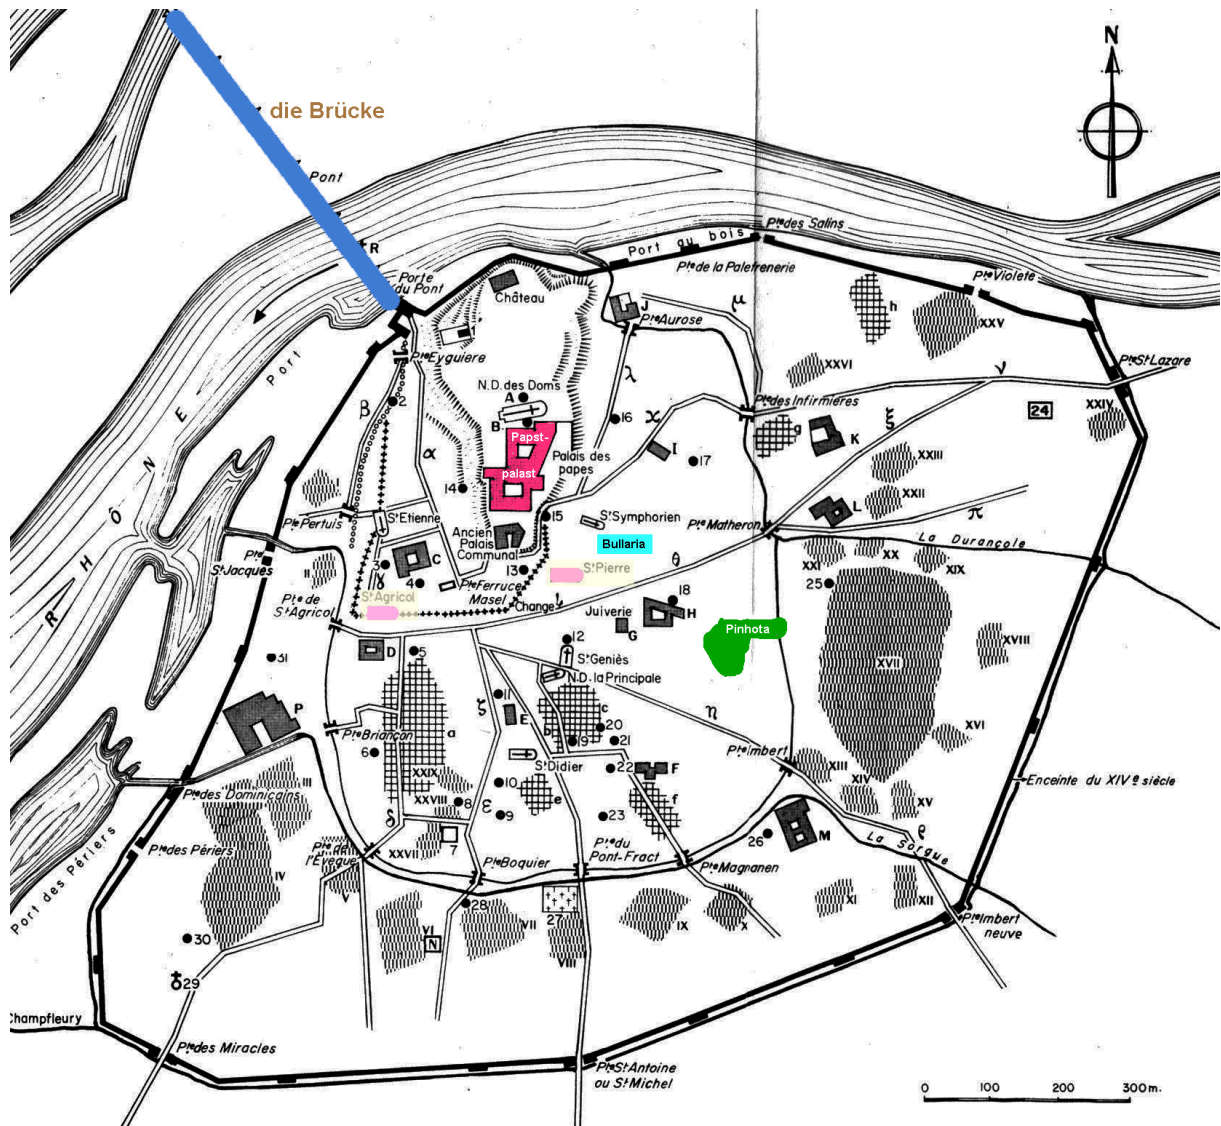 N
die Brücke
Pont
R
Pte des Salins
Port au bois
Pte de la Palefrenerie
Pte Violete
Porte
du Pont
Château
J
µ
h
XXV
Pte Aurose
1
Pte Eyguiere
Port
Pte St Lazare
XXVI
ν
λ
N.D. des Doms
A
β
2
Pte des Infirmières
16
χ
B
24
XXIV
ξ
g
K
Papst-
palast
Palais des
papes
I
17
α
XXIII
14
I
XXII
L
π
15
St Symphorien
Pte Matheron
Pte Pertuis
St Etienne
Ancien
Palais
Communal
Bullaria
La Durançole
θ
Pte
St Jacques
II
3
C
13
St Pierre
XXI
XX
XIX
γ
4
Pte Ferruce
Masel
25
18
St Agricol
Change
ι
Juiverie
H
Pte de
St Agricol
G
Pinhota
12
XVIII
D
5
St Geniès
31
XVII
N.D. la Principale
11
P
ζ
E
c
η
XVI
b
20
a
Pte Briançon
19
21
6
St Didier
Pte Imbert
22
F
XIII
Enceinte du XIVe siècle
III
XXIX
10
XIV
Pte des Dominicains
e
f
XV
XXVIII
8
ε
9
23
M
δ
26
La Sorgue
ρ
Pte des Périers
Pte de
l'Évêque
XXVII
7
Pte du
Pont-Fract
Pte Boquier
Pte Magnanen
IV
V
Port des Périers
28
27
XI
XII
VI
N
VII
IX
X
Pte Imbert
neuve
30
VIII
29
Champfleury
Pte des Miracles
Pte St Antoine
ou St Michel
0 100 200 300 m.
RHÔNE